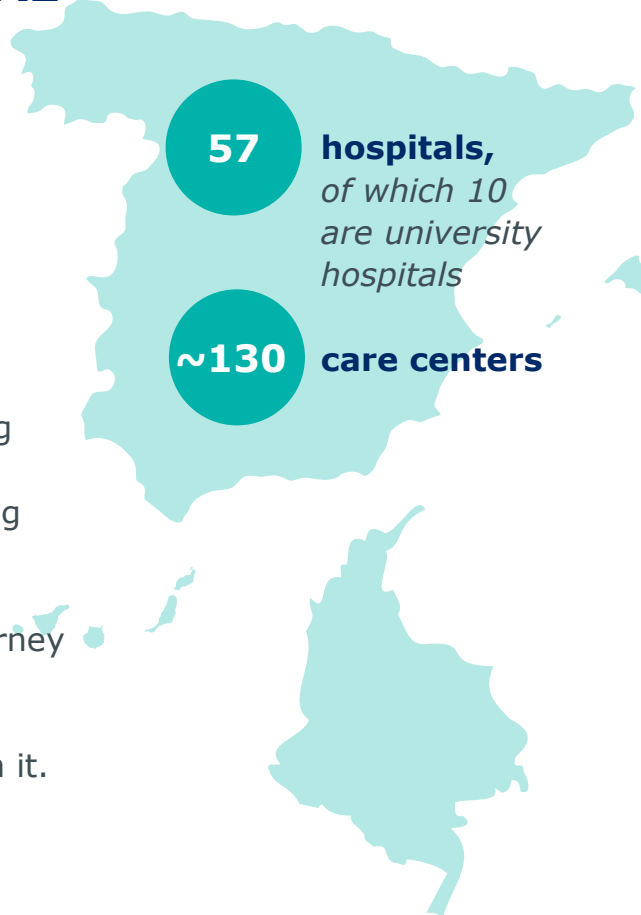 57
hospitals,
of which 10
are university
hospitals
~130
care centers
g
g
rney
it.